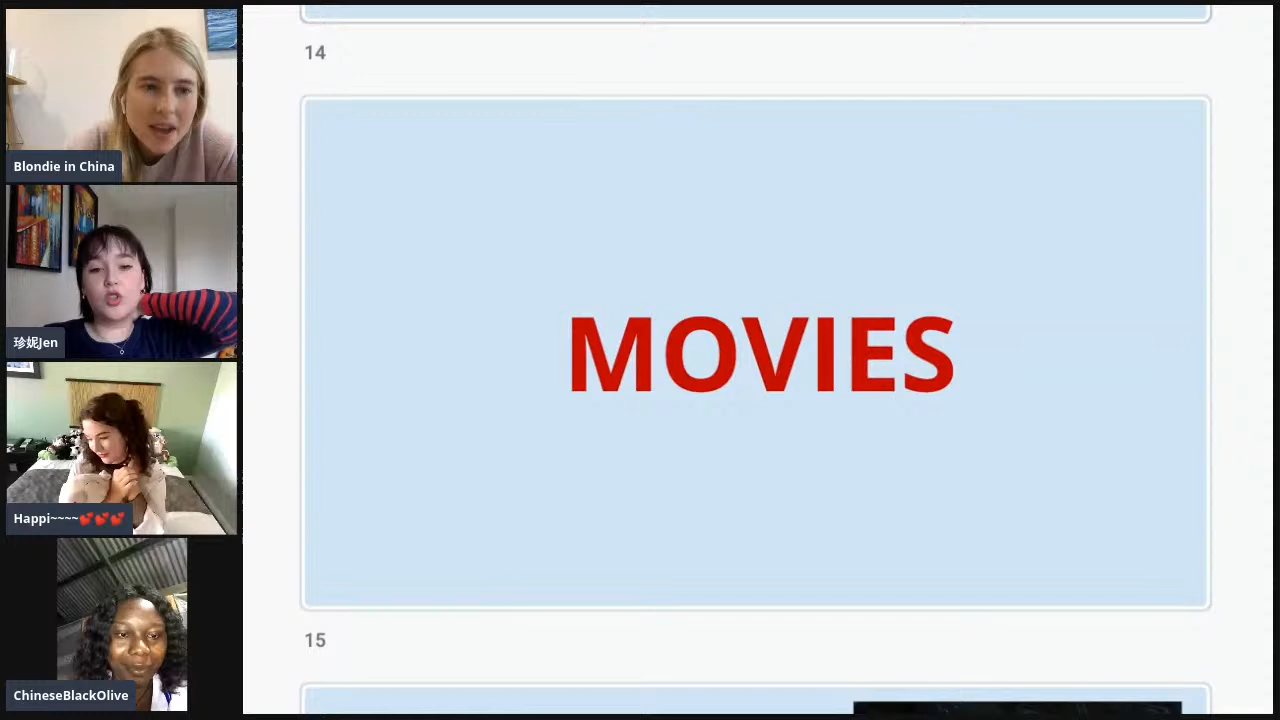 Blondie in China
珍妮Jen
Happi~~~~💕💕💕
ChineseBlackOlive
14
MOVIES
15